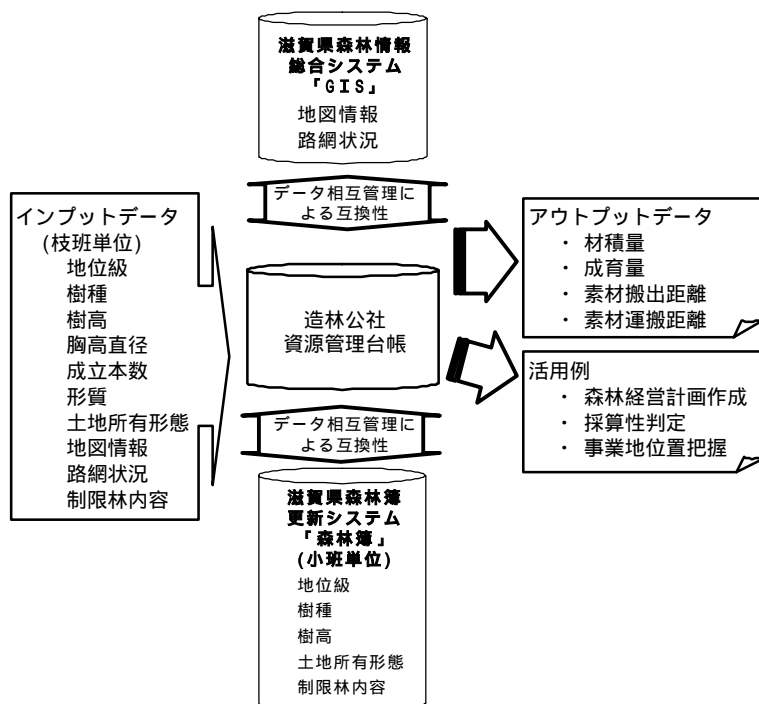 滋賀県森林情報
総合システム
「GIS」
地図情報
路網状況
データ相互管理に
よる互換性
インプットデータ
(枝班単位)
地位級
樹種
樹高
胸高直径
成立本数
形質
土地所有形態
地図情報
路網状況
制限林内容
造林公社
資源管理台帳
アウトプットデータ
・ 材積量
・ 成育量
・ 素材搬出距離
・ 素材運搬距離
活用例
・ 森林経営計画作成
・ 採算性判定
・ 事業地位置把握
データ相互管理に
よる互換性
滋賀県森林簿
更新システム
「森林簿」
(小班単位)
地位級
樹種
樹高
土地所有形態
制限林内容